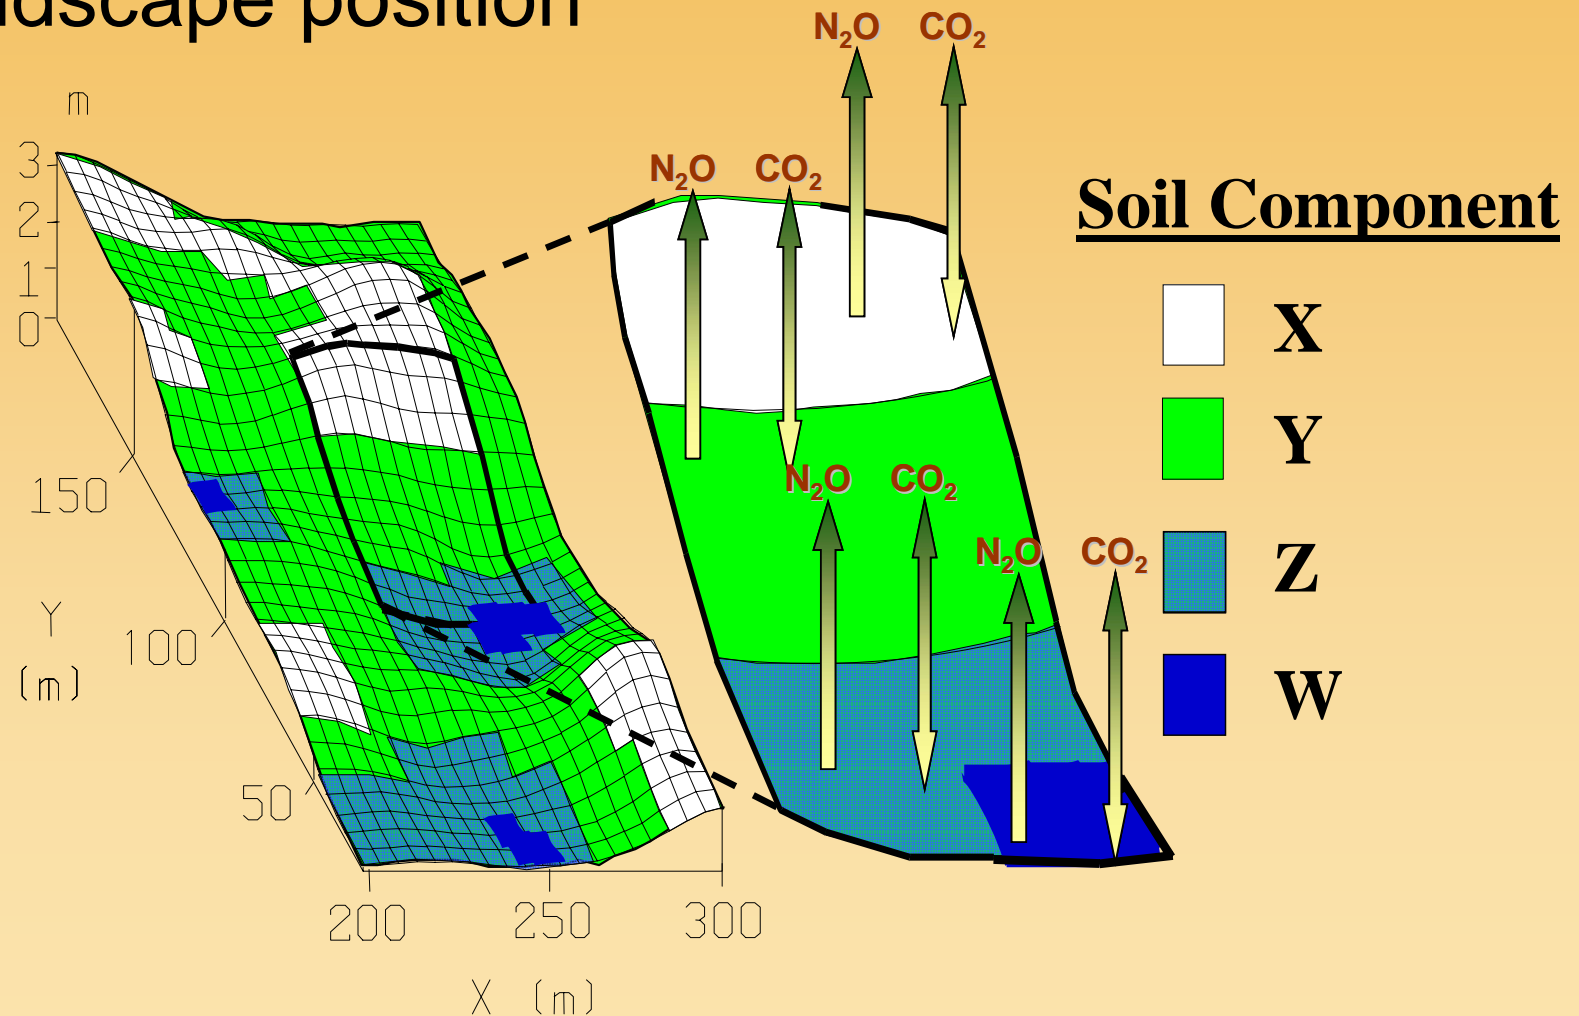 position
N₂O CO₂
m
N₂O CO₂
3
2
1
0
Soil Component
X
Y
Z
W
N₂O CO₂
N₂O CO₂
150
100
50
Y
(m)
200 250 300
X (m)